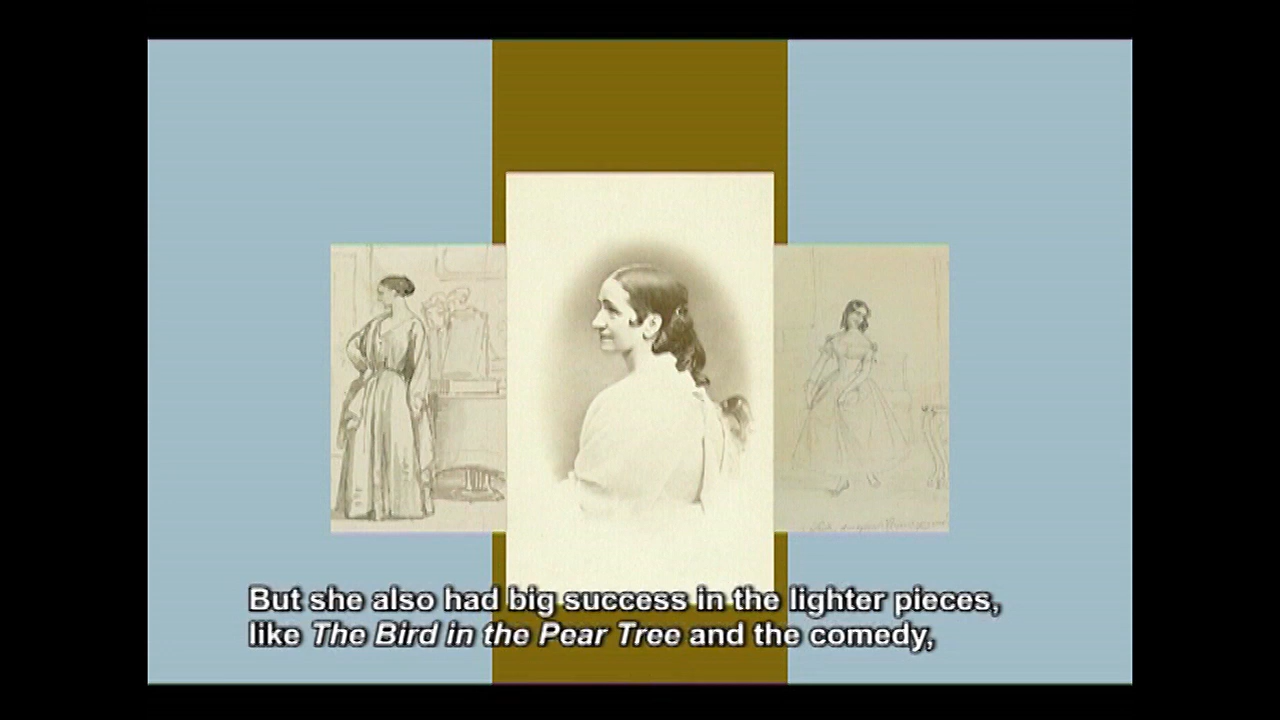 But she also had big success in the lighter pieces,
like The Bird in the Pear Tree and the comedy,